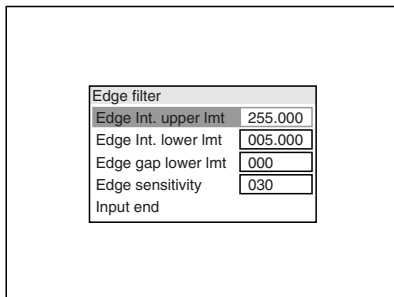 Edge filter
Edge Int. upper lmt 255.000
Edge Int. lower lmt 005.000
Edge gap lower lmt 000
Edge sensitivity 030
Input end